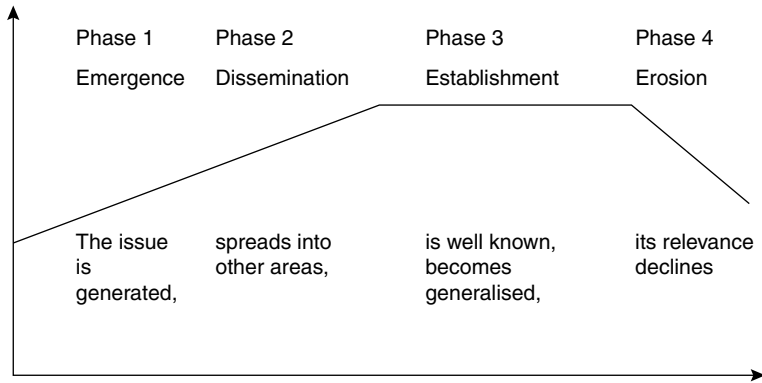 Phase 1
Emergence
Phase 2
Dissemination
Phase 3
Establishment
Phase 4
Erosion
The issue
is
generated,
spreads into
other areas,
is well known,
becomes
generalised,
its relevance
declines